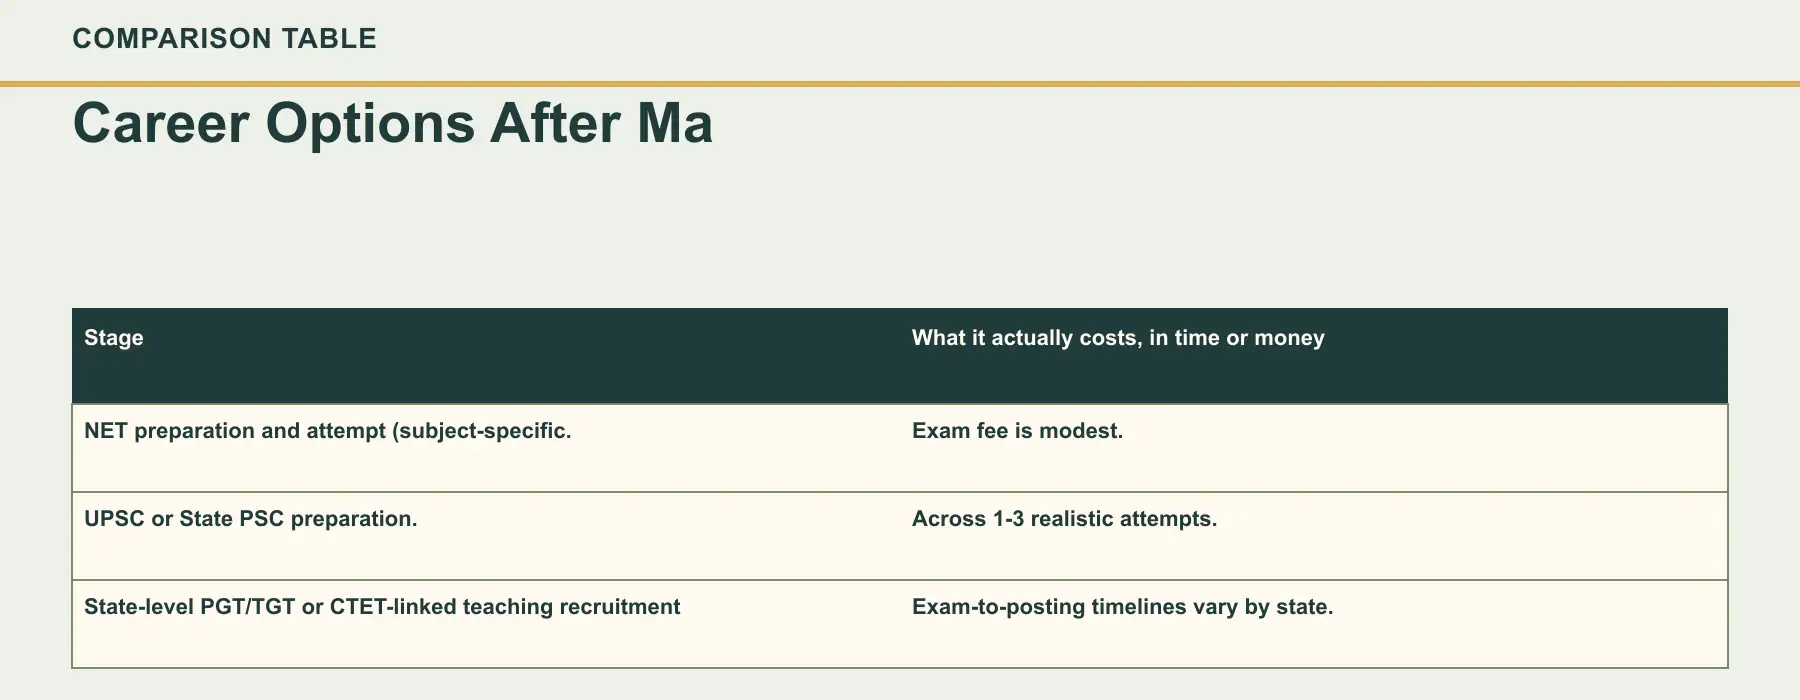 COMPARISON TABLE
Career Options After Ma
Stage
What it actually costs, in time or money
NET preparation and attempt (subject-specific.
Exam fee is modest.
UPSC or State PSC preparation.
Across 1-3 realistic attempts.
State-level PGT/TGT or CTET-linked teaching recruitment
Exam-to-posting timelines vary by state.